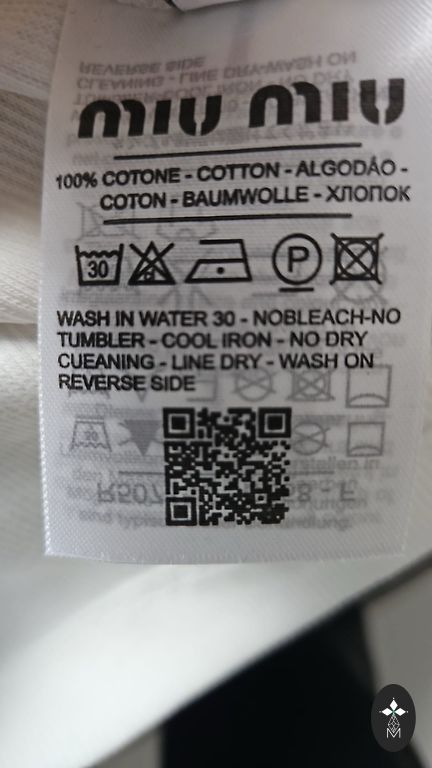 miu miu
100% COTONE - COTTON - ALGODÃO -
COTON - BAUMWOLLE - ХЛОПОК
30
P
WASH IN WATER 30 - NOBLEACH-NO
TUMBLER - COOL IRON - NO DRY
CUEANING - LINE DRY - WASH ON
REVERSE SIDE
M